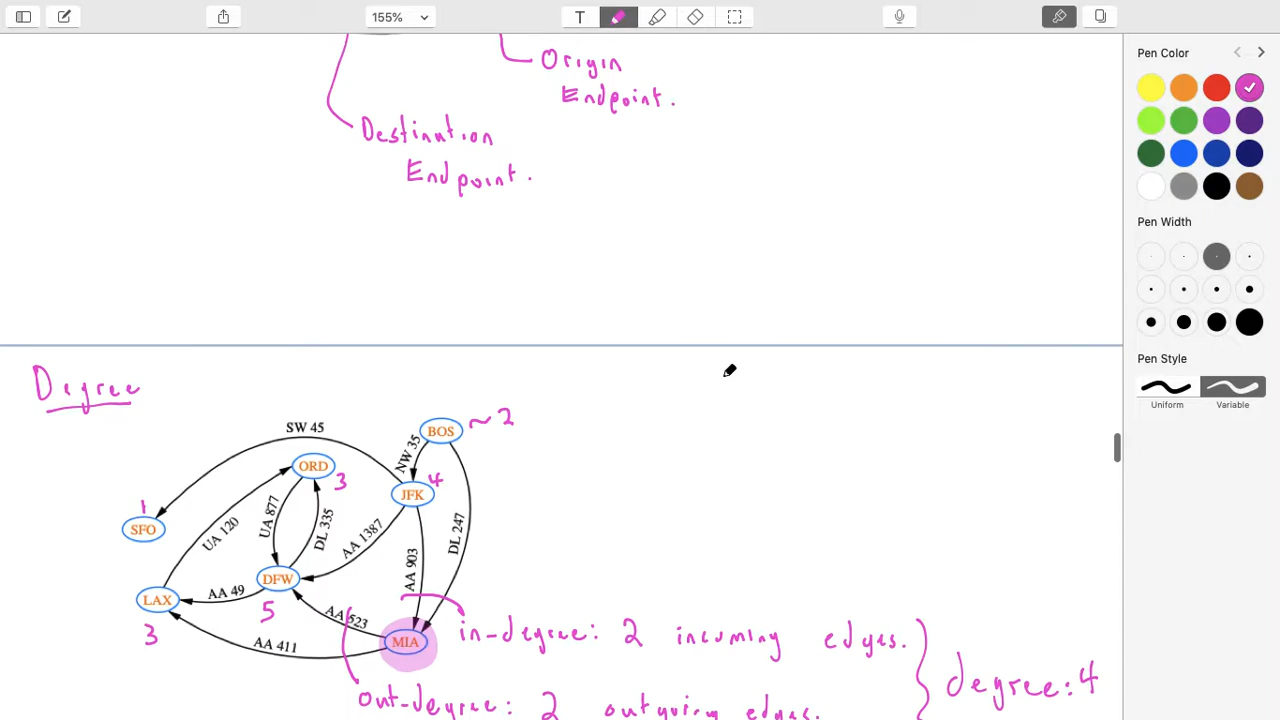 155%
T
Pen Color
Origin
Endpoint.
Destination
Endpoint.
Pen Width
Pen Style
Uniform
Variable
Degree
SW 45
BOS
~2
NW 35
ORD
3
JFK
4
1
SFO
UA 120
UA 877
DL 335
AA 1387
AA 903
DL 247
DFW
5
LAX
3
AA 49
AA 523
AA 411
MIA
in-degree: 2 incoming edges.
out-degree: 2 outgoing edges.
degree: 4